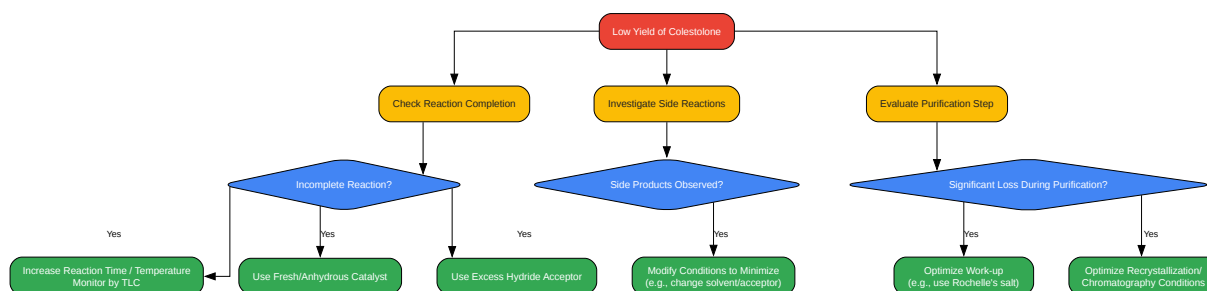 Low Yield of Colestolone
Check Reaction Completion
Investigate Side Reactions
Evaluate Purification Step
Incomplete Reaction?
Side Products Observed?
Significant Loss During Purification?
Yes
Yes
Yes
Yes
Yes
Yes
Increase Reaction Time / Temperature
Monitor by TLC
Use Fresh/Anhydrous Catalyst
Use Excess Hydride Acceptor
Modify Conditions to Minimize
(e.g., change solvent/acceptor)
Optimize Work-up
(e.g., use Rochelle's salt)
Optimize Recrystallization/
Chromatography Conditions